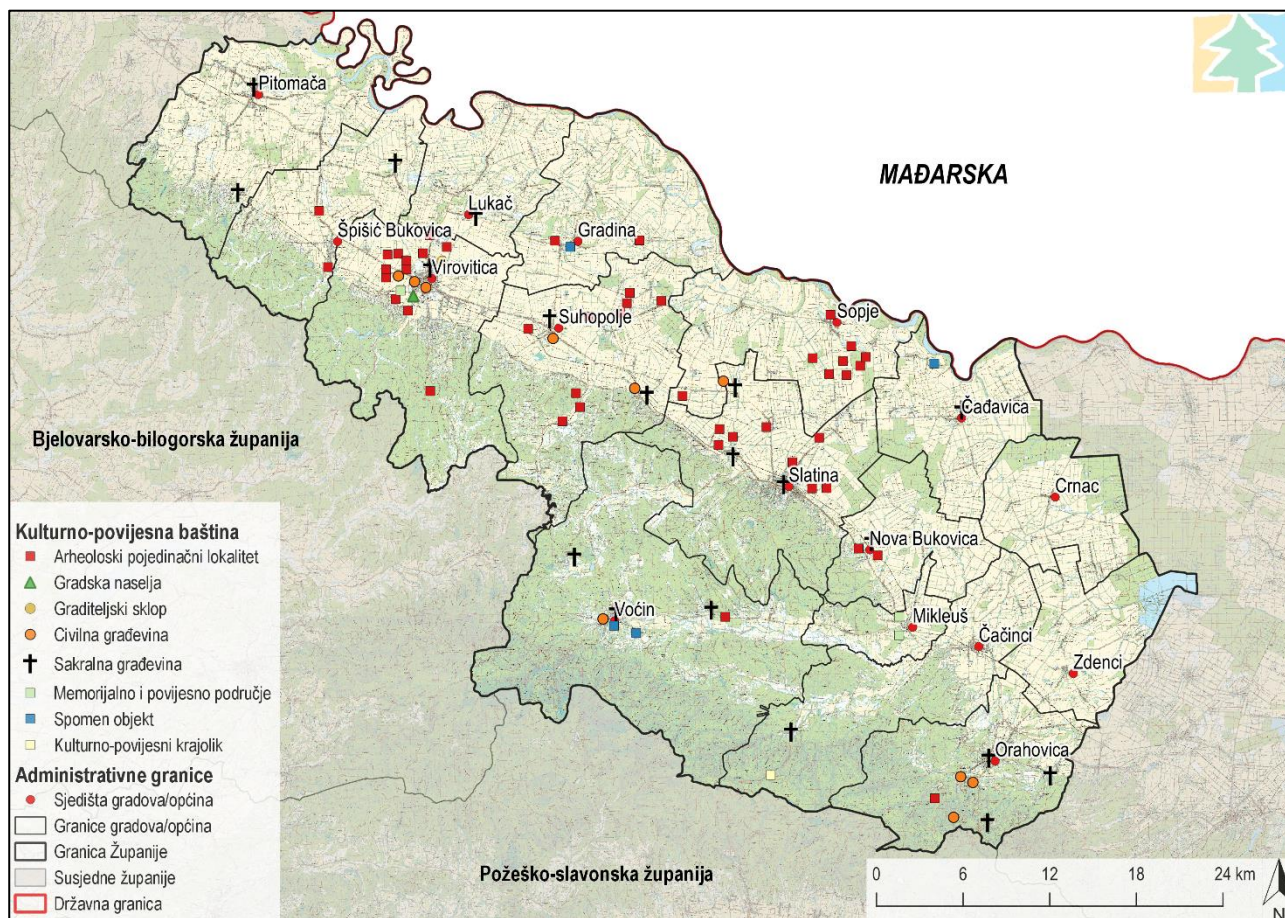 Pitomača
MAĐARSKA
Lukač
Špišić Bukovica
Gradina
Virovitica
Suhopolje
Sopje
Čađavica
Bjelovarsko-bilogorska županija
Slatina
Crnac
Nova Bukovica
Voćin
Mikleuš
Čačinci
Zdenci
Orahovica
Požeško-slavonska županija
Kulturno-povijesna baština
Arheoloski pojedinačni lokalitet
Gradska naselja
Graditeljski sklop
Civilna građevina
Sakralna građevina
Memorijalno i povijesno područje
Spomen objekt
Kulturno-povijesni krajolik
Administrativne granice
Sjedišta gradova/općina
Granice gradova/općina
Granica Županije
Susjedne županije
Državna granica
0 6 12 18 24 km
N